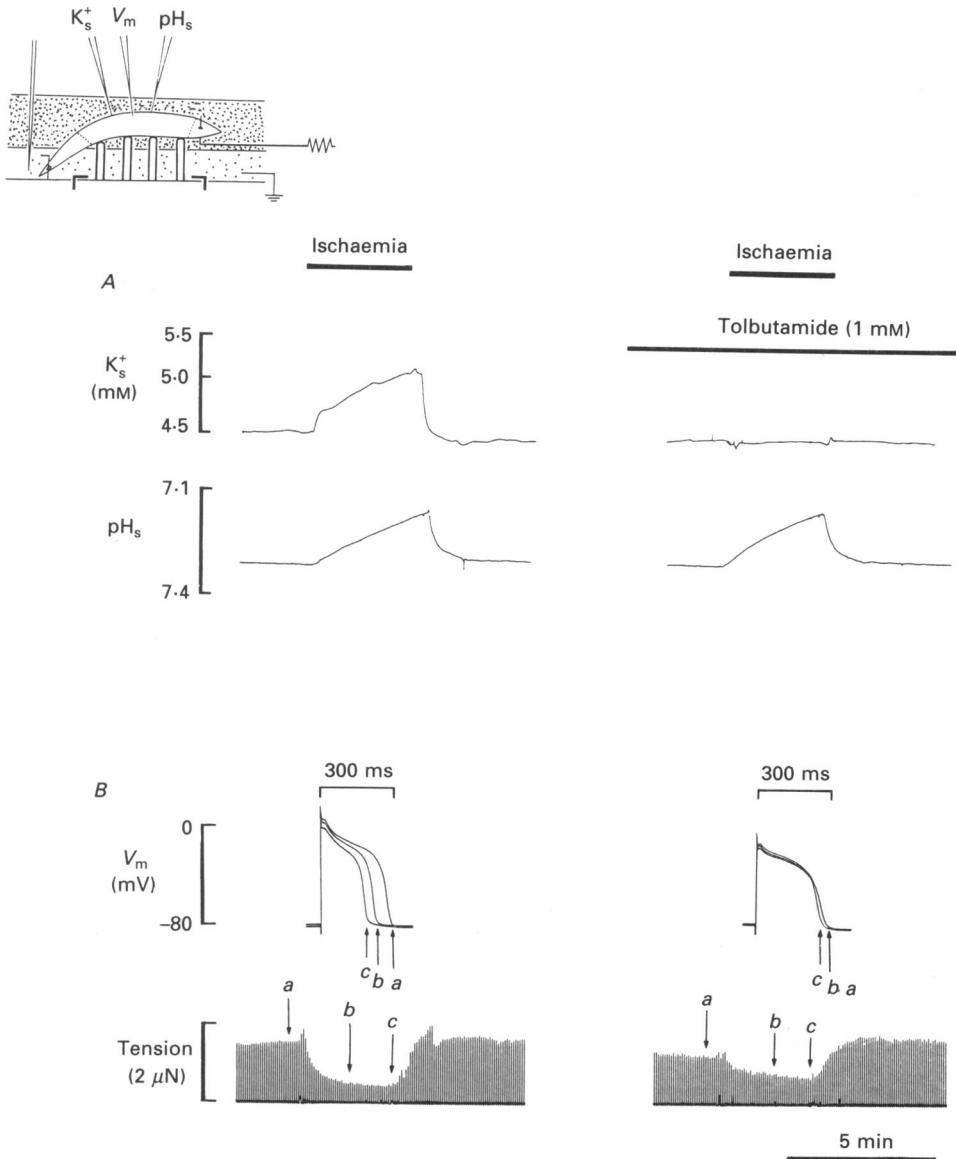 K⁺ₛ Vₘ pHₛ
Ischaemia
Ischaemia
A
Tolbutamide (1 mM)
5·5
K⁺ₛ 5·0
(mM)
4·5
7·1
pHₛ
7·4
B
300 ms
300 ms
0
Vₘ
(mV)
−80
c b a
c b a
a b c
a b c
Tension
(2 μN)
5 min